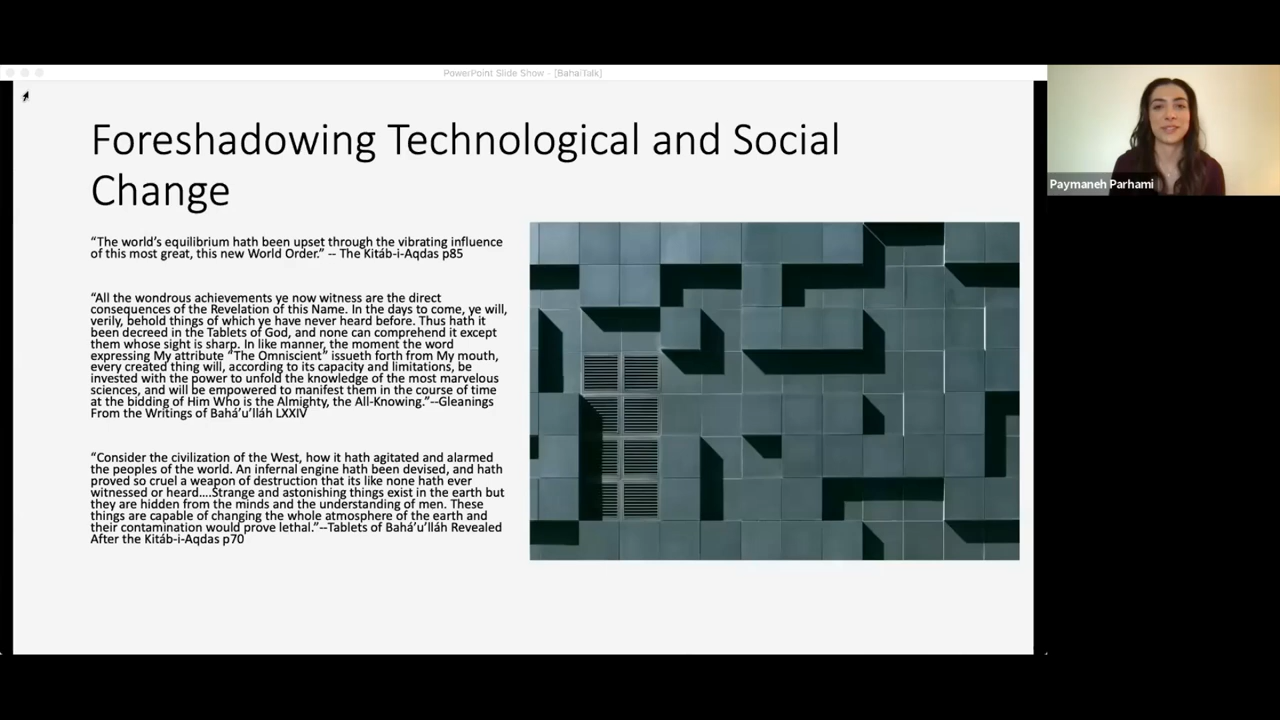 PowerPoint Slide Show - [BahaiTalk]
Foreshadowing Technological and Social
Change
“The world’s equilibrium hath been upset through the vibrating influence
of this most great, this new World Order.” -- The Kitáb-i-Aqdas p85
“All the wondrous achievements ye now witness are the direct
consequences of the Revelation of this Name. In the days to come, ye will,
verily, behold things of which ye have never heard before. Thus hath it
been decreed in the Tablets of God, and none can comprehend it except
them whose sight is sharp. In like manner, the moment the word
expressing My attribute “The Omniscient” issueth forth from My mouth,
every created thing will, according to its capacity and limitations, be
invested with the power to unfold the knowledge of the most marvelous
sciences, and will be empowered to manifest them in the course of time
at the bidding of Him Who is the Almighty, the All-Knowing.”--Gleanings
From the Writings of Bahá’u’lláh LXXIV
“Consider the civilization of the West, how it hath agitated and alarmed
the peoples of the world. An infernal engine hath been devised, and hath
proved so cruel a weapon of destruction that its like none hath ever
witnessed or heard....Strange and astonishing things exist in the earth but
they are hidden from the minds and the understanding of men. These
things are capable of changing the whole atmosphere of the earth and
their contamination would prove lethal.”--Tablets of Bahá’u’lláh Revealed
After the Kitáb-i-Aqdas p70
Paymaneh Parhami